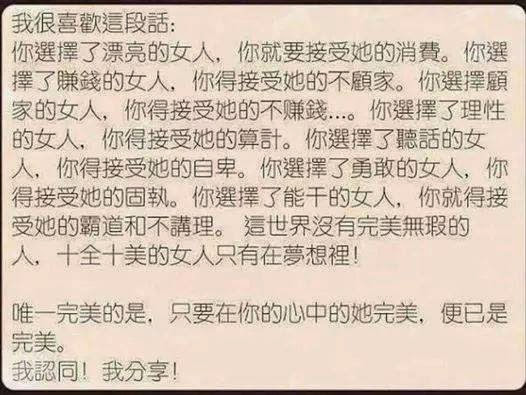 我很喜歡這段話:
你選擇了漂亮的女人，你就要接受她的消費。你選
擇了賺錢的女人，你得接受她的不顧家。你選擇顧
家的女人，你得接受她的不賺錢...。你選擇了理性
的女人，你得接受她的算計。你選擇了聽話的女
人，你得接受她的自卑。你選擇了勇敢的女人，你
得接受她的固執。你選擇了能干的女人，你就得接
受她的霸道和不講理。 這世界沒有完美無瑕的
人，十全十美的女人只有在夢想裡！
唯一完美的是，只要在你的心中的她完美，便已是
完美。
我認同！我分享！